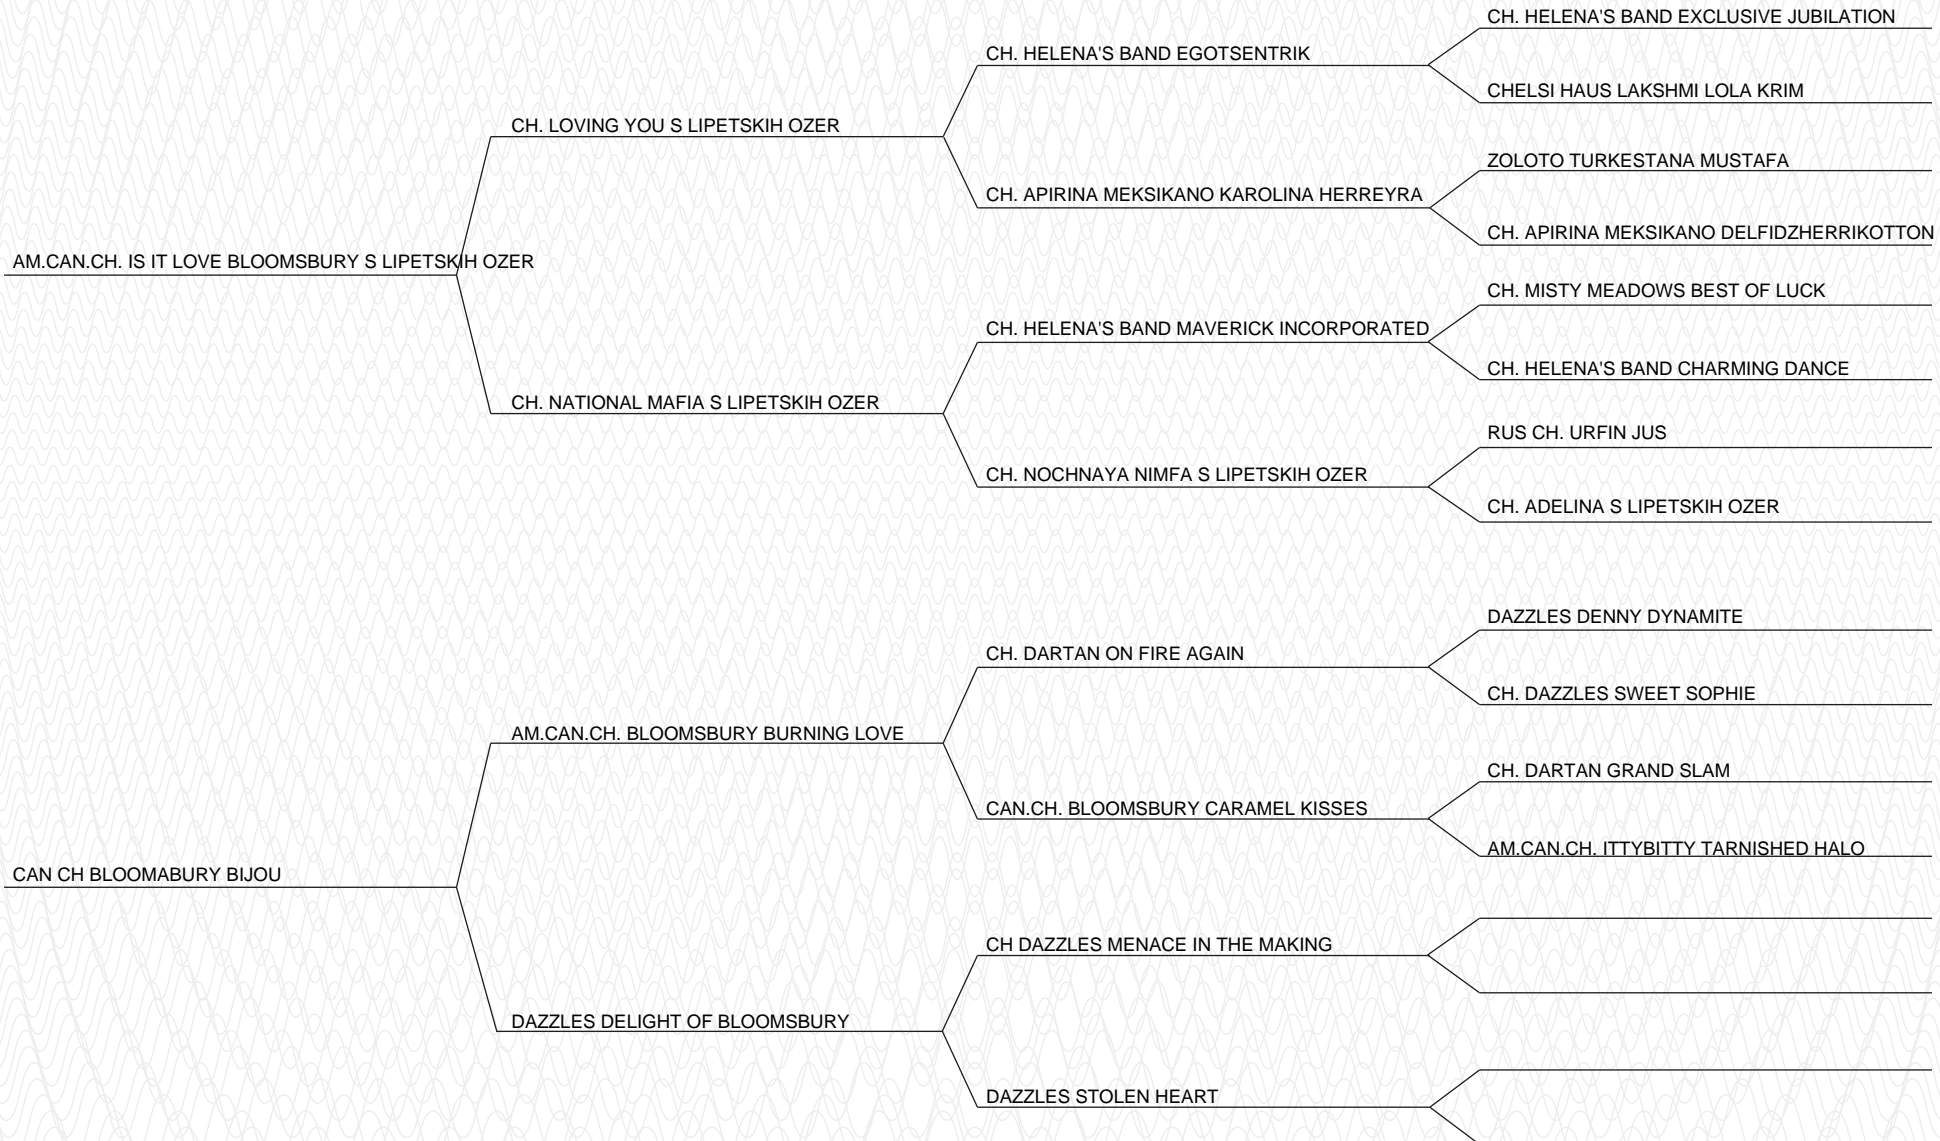 CH. HELENA'S BAND EXCLUSIVE JUBILATION
CH. HELENA'S BAND EGOTSENTRIK
CHELSI HAUS LAKSHMI LOLA KRIM
CH. LOVING YOU S LIPETSKIH OZER
ZOLOTO TURKESTANA MUSTAFA
CH. APIRINA MEKSIKANO KAROLINA HERREYRA
CH. APIRINA MEKSIKANO DELFIDZHERRIKOTTON
AM.CAN.CH. IS IT LOVE BLOOMSBURY S LIPETSKIH OZER
CH. MISTY MEADOWS BEST OF LUCK
CH. HELENA'S BAND MAVERICK INCORPORATED
CH. HELENA'S BAND CHARMING DANCE
CH. NATIONAL MAFIA S LIPETSKIH OZER
RUS CH. URFIN JUS
CH. NOCHNAYA NIMFA S LIPETSKIH OZER
CH. ADELINA S LIPETSKIH OZER
DAZZLES DENNY DYNAMITE
CH. DARTAN ON FIRE AGAIN
CH. DAZZLES SWEET SOPHIE
AM.CAN.CH. BLOOMSBURY BURNING LOVE
CH. DARTAN GRAND SLAM
CAN.CH. BLOOMSBURY CARAMEL KISSES
AM.CAN.CH. ITTYBITTY TARNISHED HALO
CAN CH BLOOMABURY BIJOU
CH DAZZLES MENACE IN THE MAKING
DAZZLES DELIGHT OF BLOOMSBURY
DAZZLES STOLEN HEART